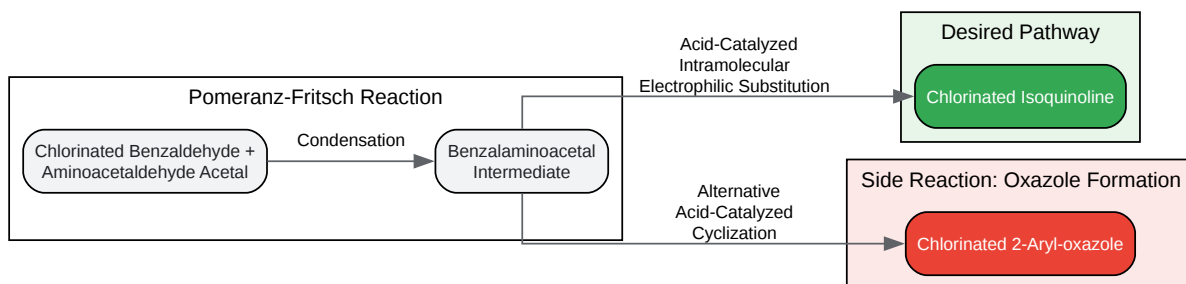 Pomeranz-Fritsch Reaction
Chlorinated Benzaldehyde +
Aminoacetaldehyde Acetal
Condensation
Benzalaminoacetal
Intermediate
Acid-Catalyzed
Intramolecular
Electrophilic Substitution
Desired Pathway
Chlorinated Isoquinoline
Alternative
Acid-Catalyzed
Cyclization
Side Reaction: Oxazole Formation
Chlorinated 2-Aryl-oxazole